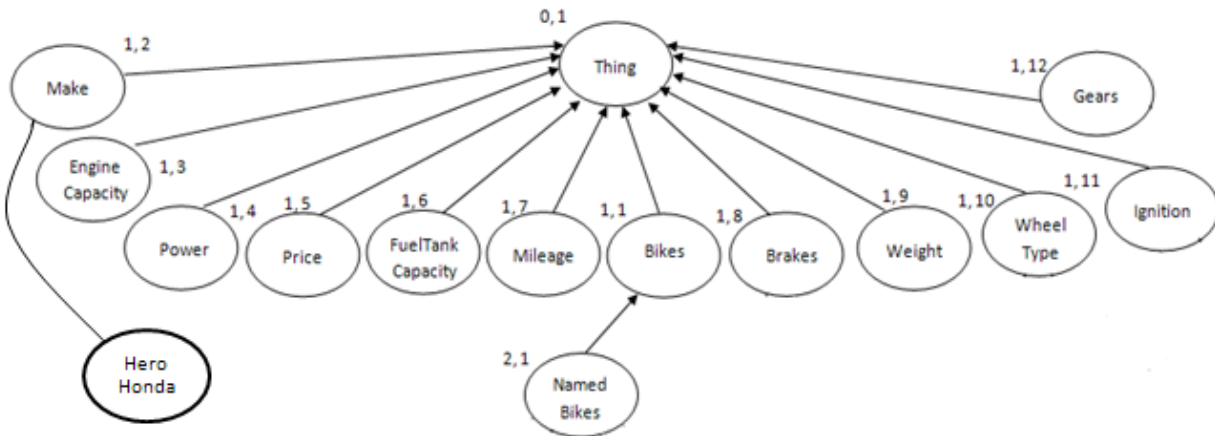 0, 1
1, 2
Thing
1, 12
Make
Gears
Engine
Capacity
1, 3
1, 4
1, 5
1, 6
1, 7
1, 1
1, 8
1, 9
1, 10
1, 11
Ignition
Power
Price
FuelTank
Capacity
Mileage
Bikes
Brakes
Weight
Wheel
Type
Hero
Honda
2, 1
Named
Bikes